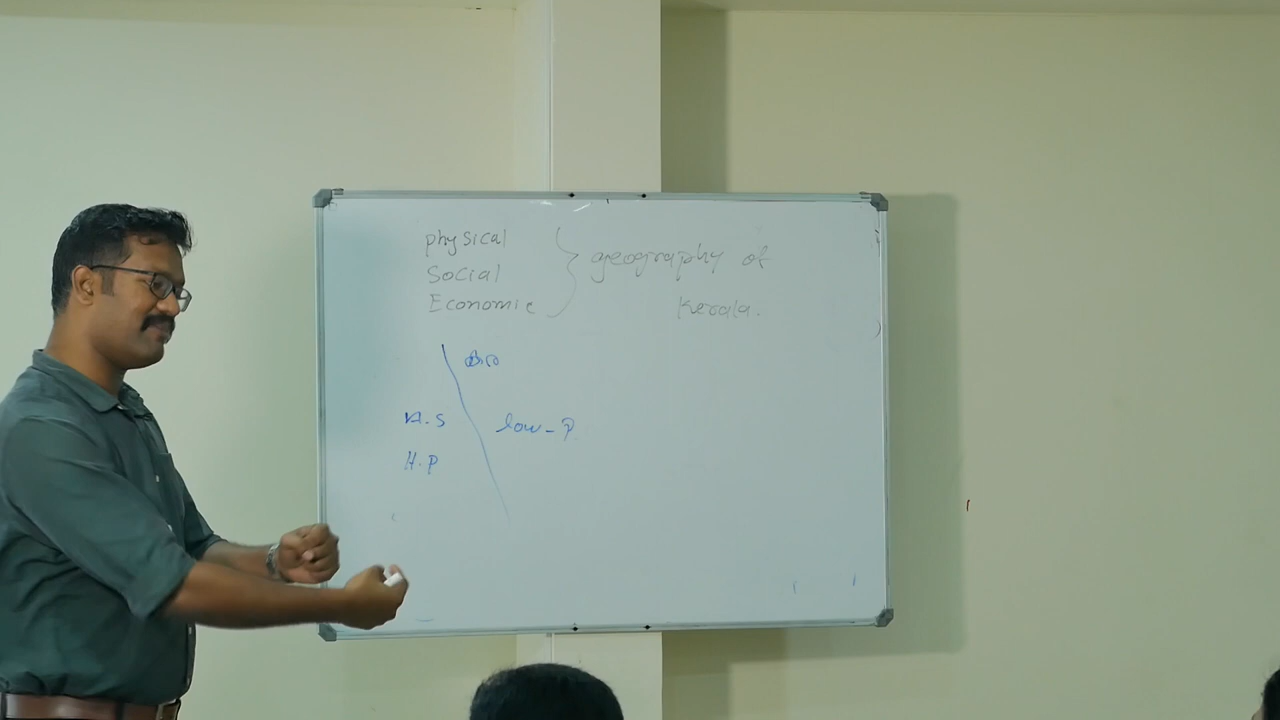 physical
Social } geography of
Economic Kerala.
A.S low-P
H.P